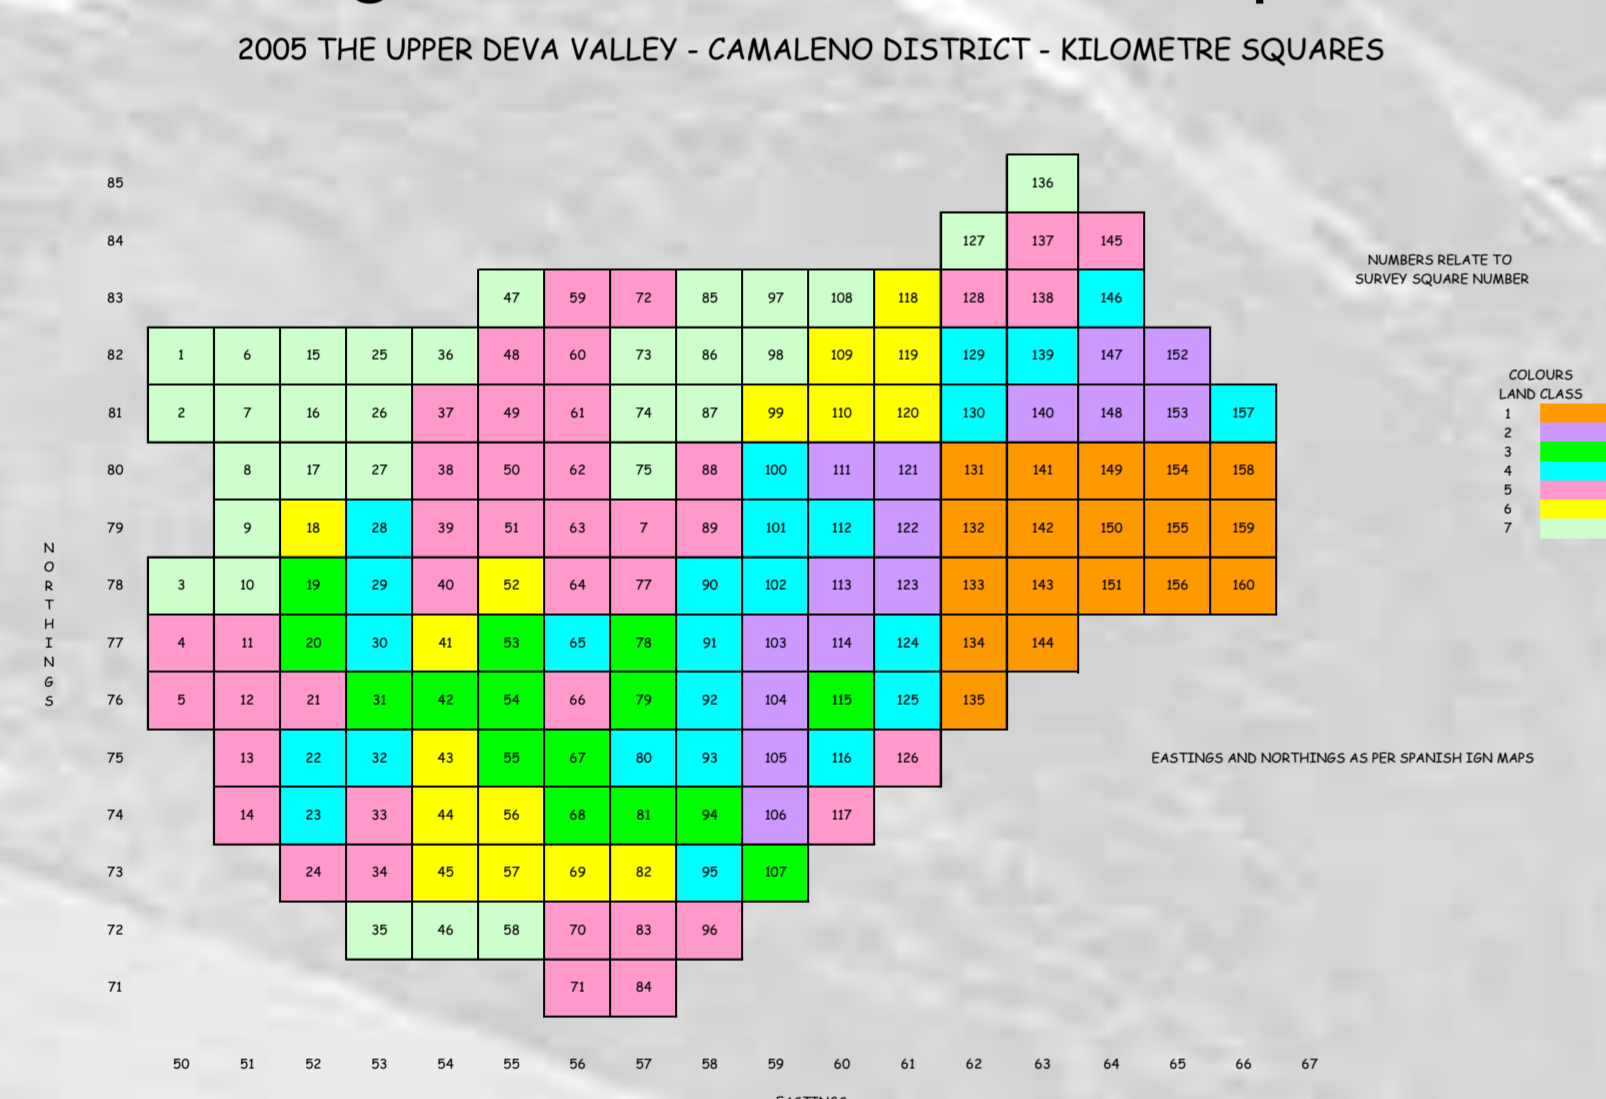 2005 THE UPPER DEVA VALLEY - CAMALENO DISTRICT - KILOMETRE SQUARES
85 136
84 127 137 145
NUMBERS RELATE TO
SURVEY SQUARE NUMBER
83 47 59 72 85 97 108 118 128 138 146
82 1 6 15 25 36 48 60 73 86 98 109 119 129 139 147 152
81 2 7 16 26 37 49 61 74 87 99 110 120 130 140 148 153 157
COLOURS
LAND CLASS
1
2
3
4
5
6
7
80 8 17 27 38 50 62 75 88 100 111 121 131 141 149 154 158
79 9 18 28 39 51 63 7 89 101 112 122 132 142 150 155 159
78 3 10 19 29 40 52 64 77 90 102 113 123 133 143 151 156 160
77 4 11 20 30 41 53 65 78 91 103 114 124 134 144
76 5 12 21 31 42 54 66 79 92 104 115 125 135
NORTHINGS
75 13 22 32 43 55 67 80 93 105 116 126
EASTINGS AND NORTHINGS AS PER SPANISH IGN MAPS
74 14 23 33 44 56 68 81 94 106 117
73 24 34 45 57 69 82 95 107
72 35 46 58 70 83 96
71 71 84
50 51 52 53 54 55 56 57 58 59 60 61 62 63 64 65 66 67